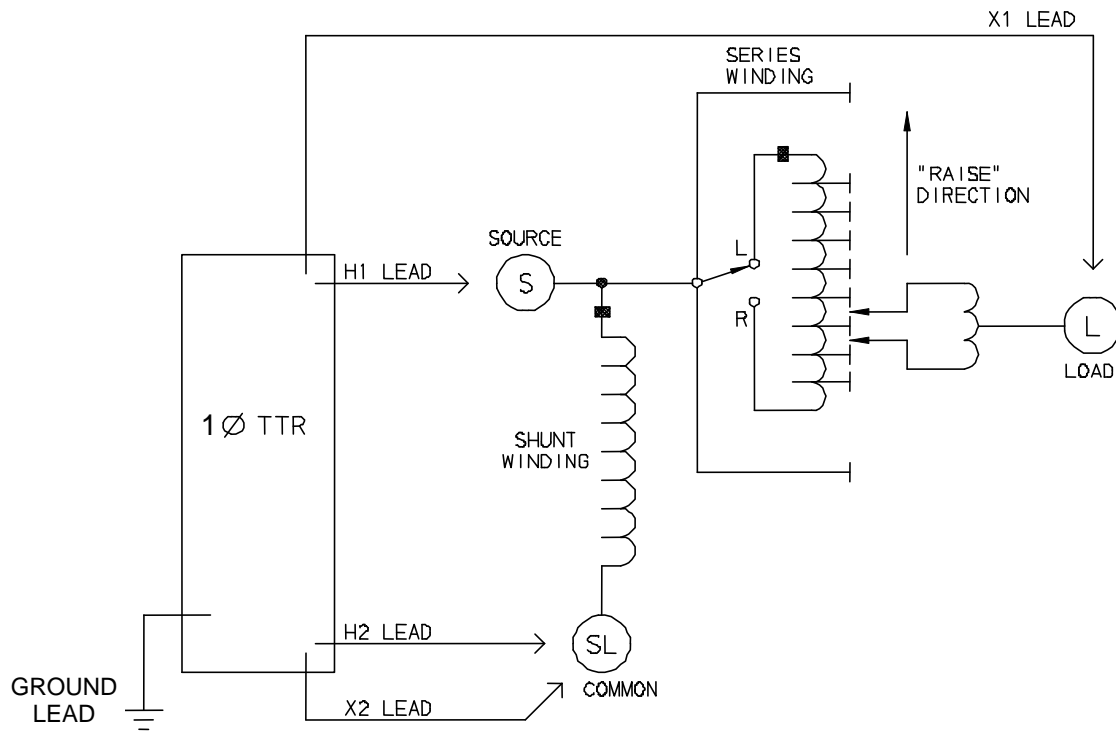 X1 LEAD
SERIES
WINDING
"RAISE"
DIRECTION
L
SOURCE
H1 LEAD
S
R
L
LOAD
1Ø TTR
SHUNT
WINDING
H2 LEAD
SL
COMMON
GROUND
LEAD
X2 LEAD